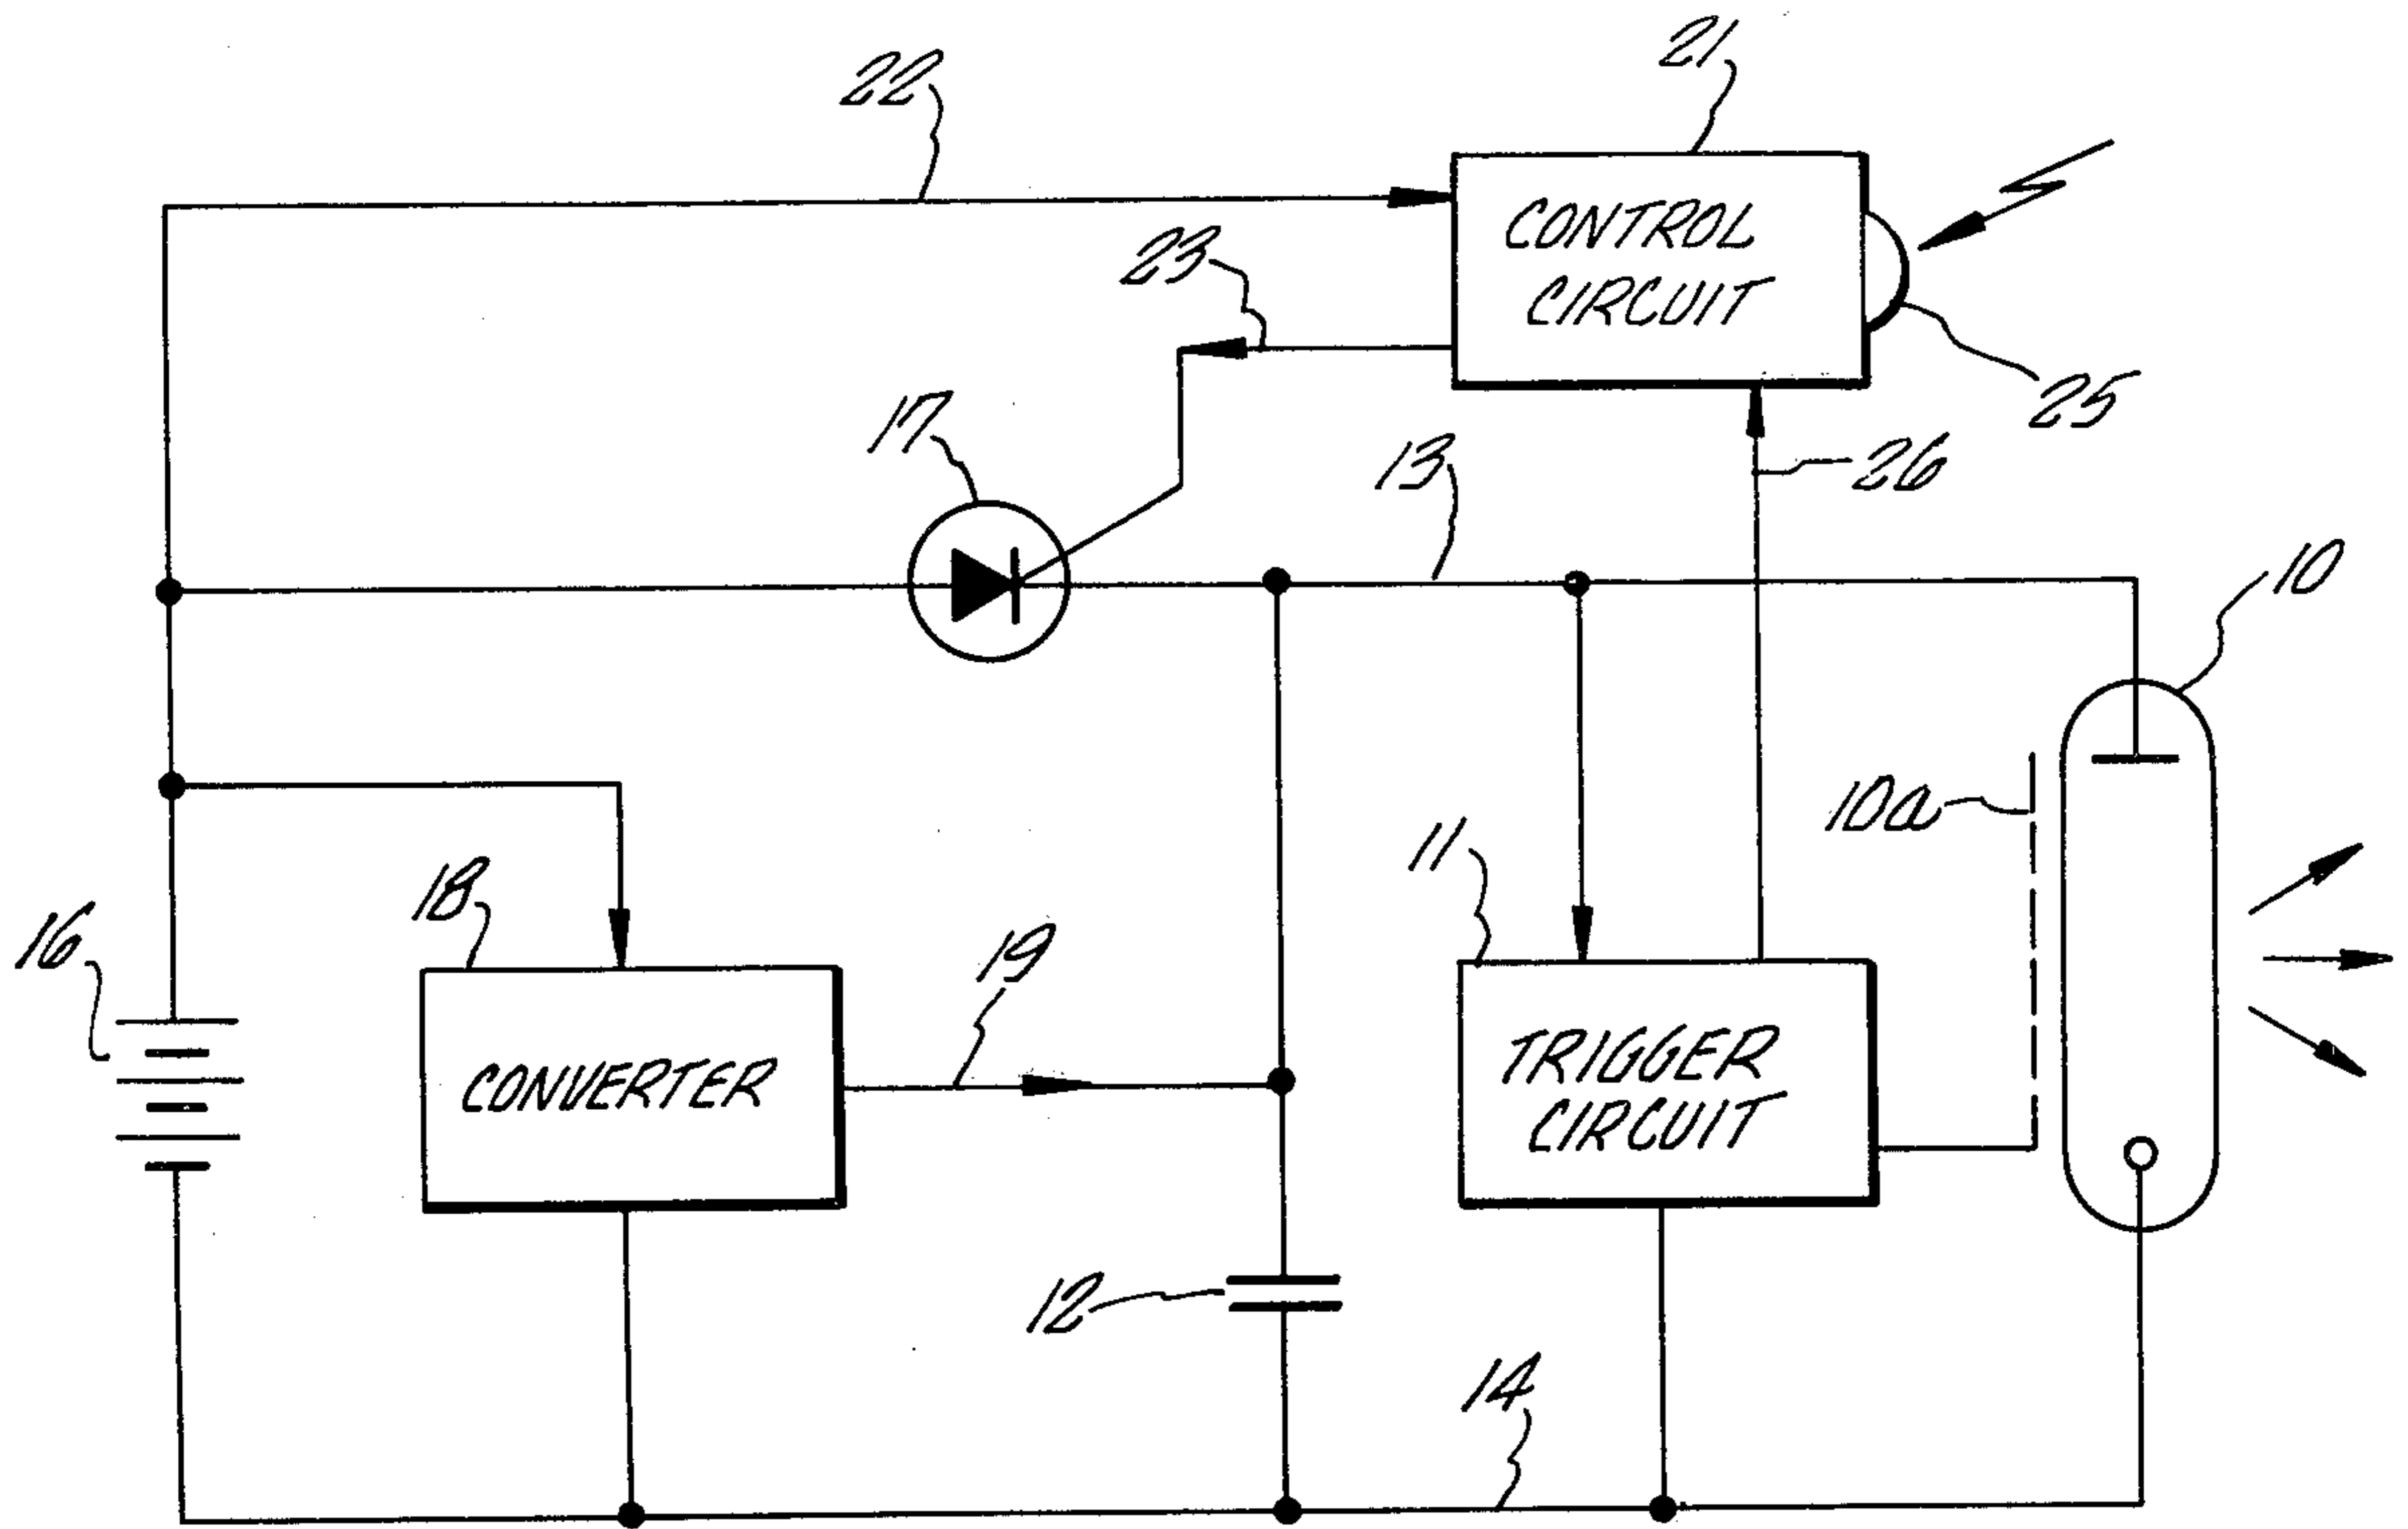 21
22
CONTROL
CIRCUIT
23
25
17
13
26
10
10a
11
18
16
19
CONVERTER
TRIGGER
CIRCUIT
12
14